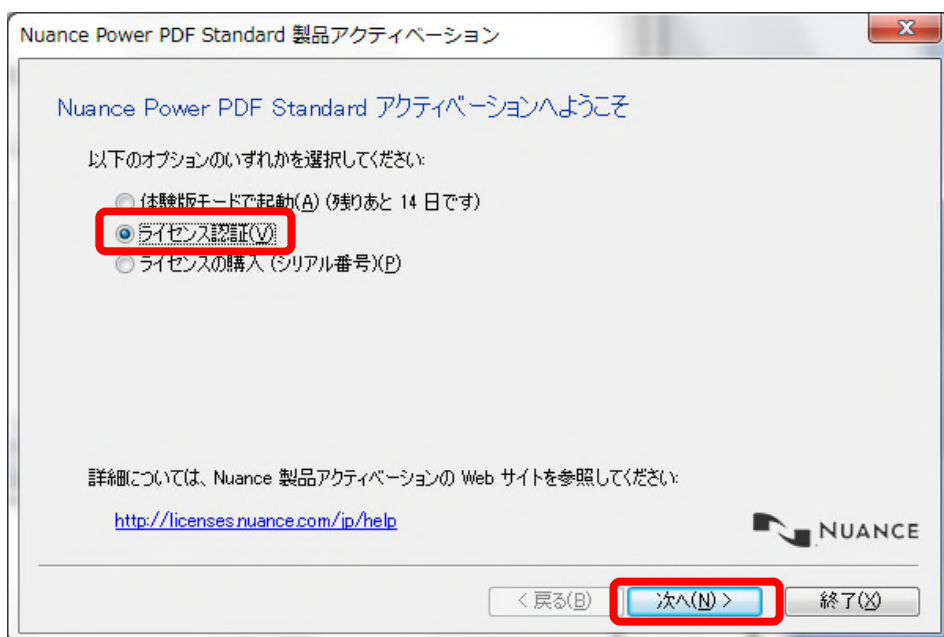 Nuance Power PDF Standard 製品アクティベーション
Nuance Power PDF Standard アクティベーションへようこそ
以下のオプションのいずれかを選択してください:
体験版モードで起動(A) (残りあと 14 日です)
ライセンス認証(V)
ライセンスの購入 (シリアル番号)(P)
詳細については、Nuance 製品アクティベーションの Web サイトを参照してください:
http://licenses.nuance.com/jp/help
NUANCE
< 戻る(B) 次へ(N) > 終了(X)